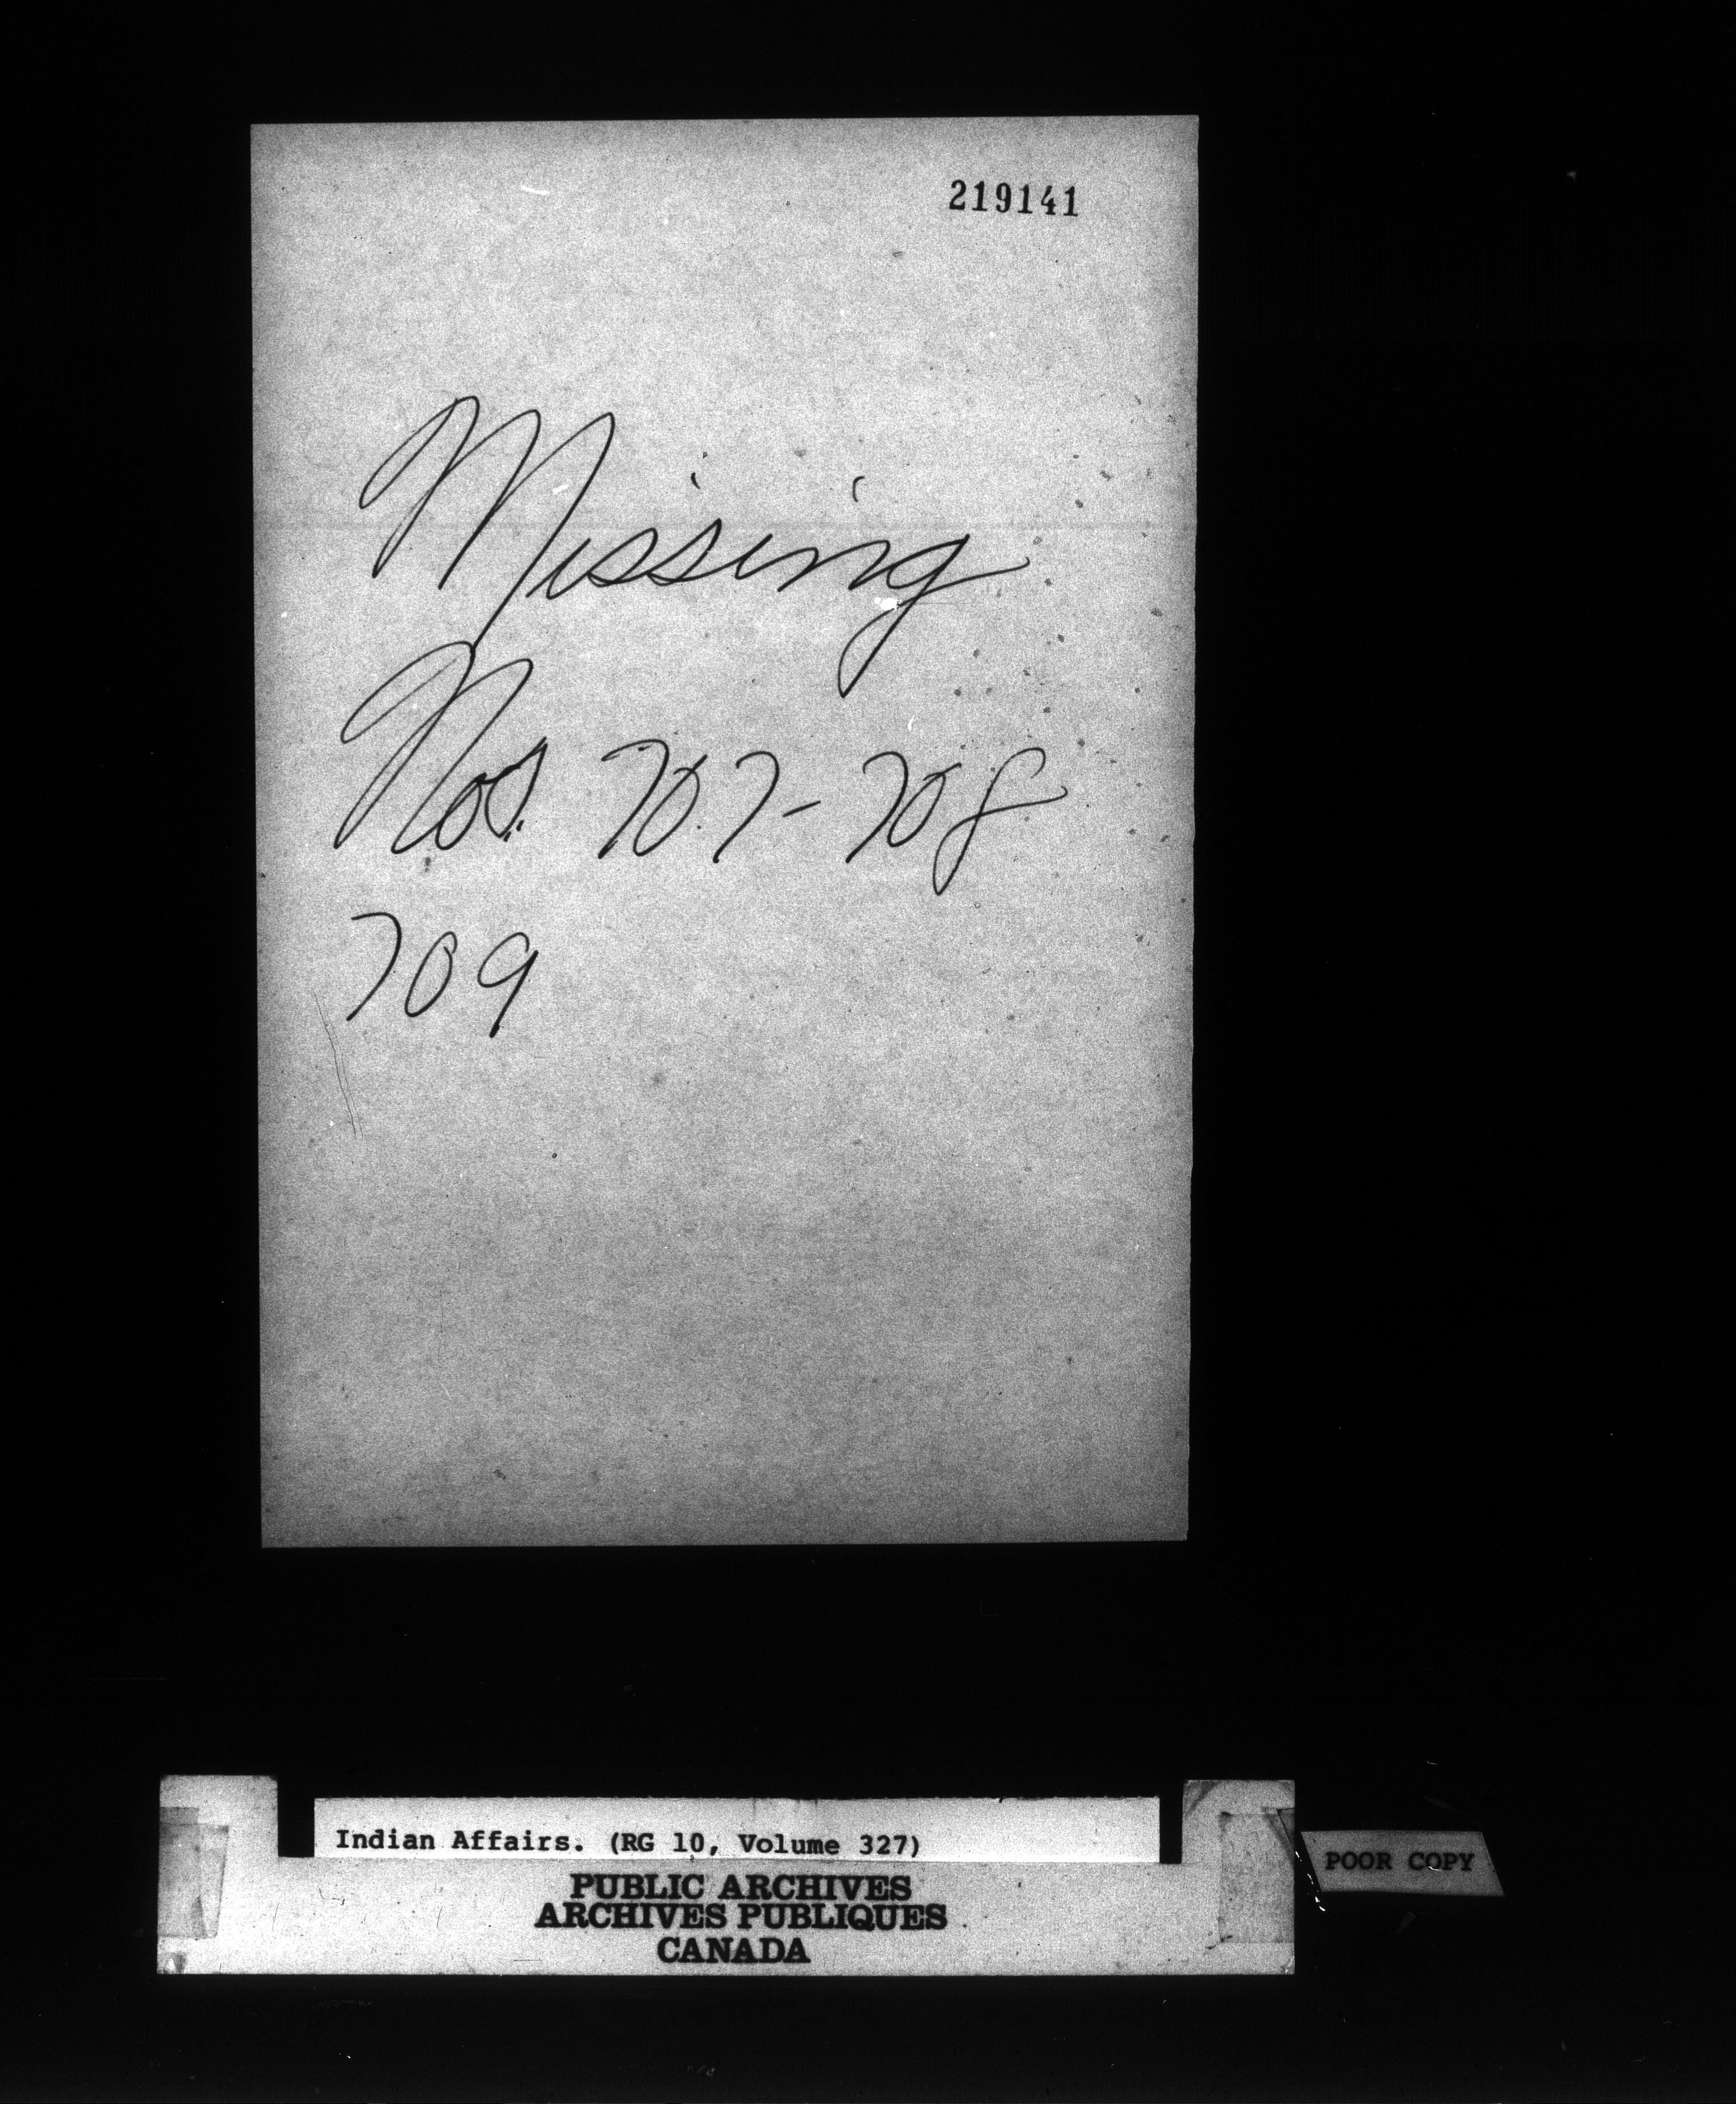 219141
Missing
Nos. 707- 708
709
Indian Affairs. (RG 10, Volume 327)
PUBLIC ARCHIVES
ARCHIVES PUBLIQUES
CANADA
POOR COPY